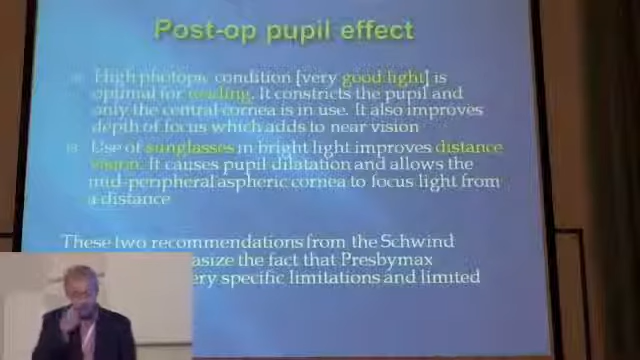 Post-op pupil effect
High photopic condition [very good light] is
optimal for reading. It constricts the pupil and
only the central cornea is in use. It also improves
depth of focus which adds to near vision
Use of sunglasses in bright light improves distance
vision. It causes pupil dilatation and allows the
mid-peripheral aspheric cornea to focus light from
a distance
These two recommendations from the Schwind
asize the fact that Presbymax
ery specific limitations and limited